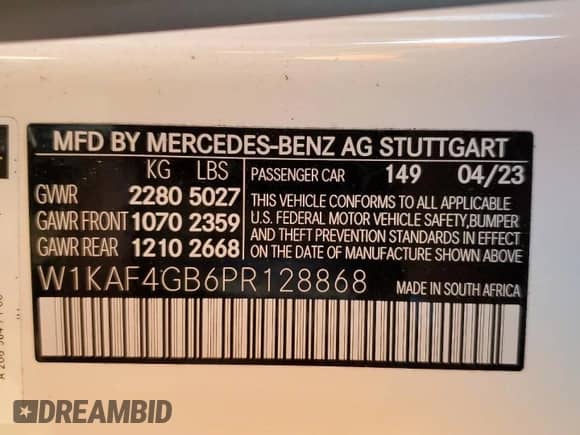 MFD BY MERCEDES-BENZ AG STUTTGART
KG LBS
GVWR 2280 5027
GAWR FRONT 1070 2359
GAWR REAR 1210 2668
PASSENGER CAR 149 04/23
THIS VEHICLE CONFORMS TO ALL APPLICABLE
U.S. FEDERAL MOTOR VEHICLE SAFETY,BUMPER
AND THEFT PREVENTION STANDARDS IN EFFECT
ON THE DATE OF MANUFACTURE SHOWN ABOVE.
W1KAF4GB6PR128868 MADE IN SOUTH AFRICA
DREAMBID